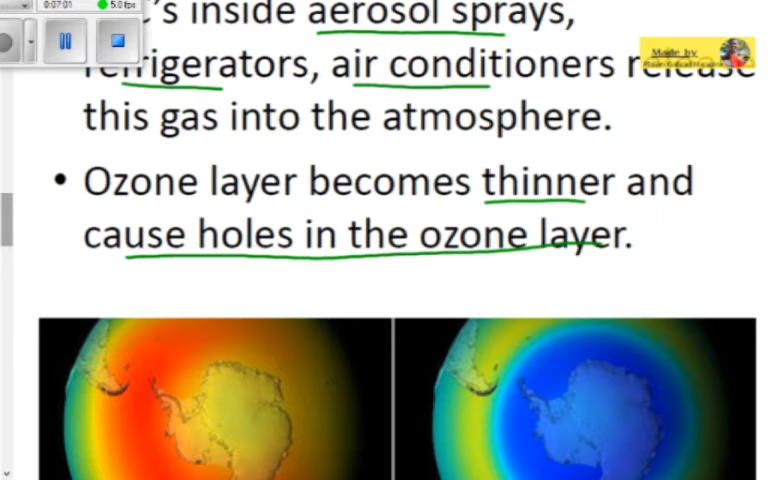 0:07:01 5.0 fps
C's inside aerosol sprays,
refrigerators, air conditioners release
Made by
this gas into the atmosphere.
• Ozone layer becomes thinner and
cause holes in the ozone layer.